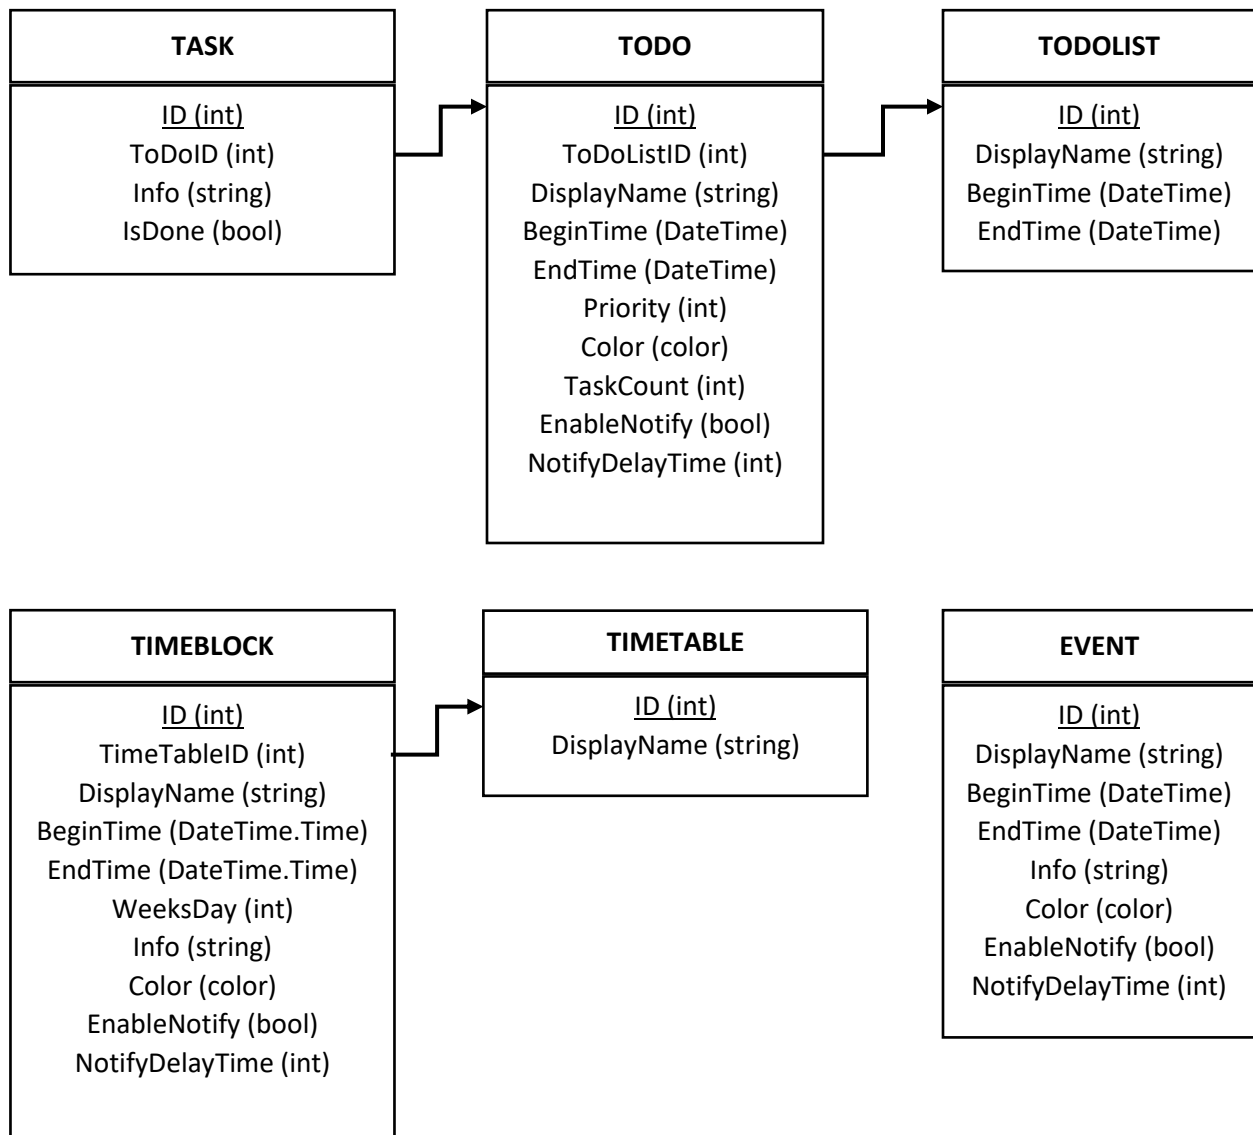 TASK
ID (int)
ToDoID (int)
Info (string)
IsDone (bool)
TODO
ID (int)
ToDoListID (int)
DisplayName (string)
BeginTime (DateTime)
EndTime (DateTime)
Priority (int)
Color (color)
TaskCount (int)
EnableNotify (bool)
NotifyDelayTime (int)
TODOLIST
ID (int)
DisplayName (string)
BeginTime (DateTime)
EndTime (DateTime)
TIMEBLOCK
ID (int)
TimeTableID (int)
DisplayName (string)
BeginTime (DateTime.Time)
EndTime (DateTime.Time)
WeeksDay (int)
Info (string)
Color (color)
EnableNotify (bool)
NotifyDelayTime (int)
TIMETABLE
ID (int)
DisplayName (string)
EVENT
ID (int)
DisplayName (string)
BeginTime (DateTime)
EndTime (DateTime)
Info (string)
Color (color)
EnableNotify (bool)
NotifyDelayTime (int)